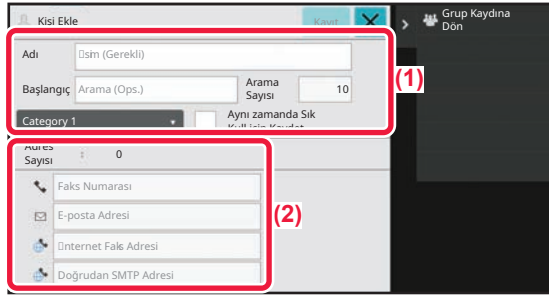 Kişi Ekle
Kayıt
Grup Kaydına
Dön
Adı
İsim (Gerekli)
Başlangıç
Arama (Ops.)
Arama
Sayısı
10
(1)
Category 1
Aynı zamanda Sık
Kull için Kaydet
Adres
Sayısı
:
0
Faks Numarası
E-posta Adresi
(2)
İnternet Faks Adresi
Doğrudan SMTP Adresi